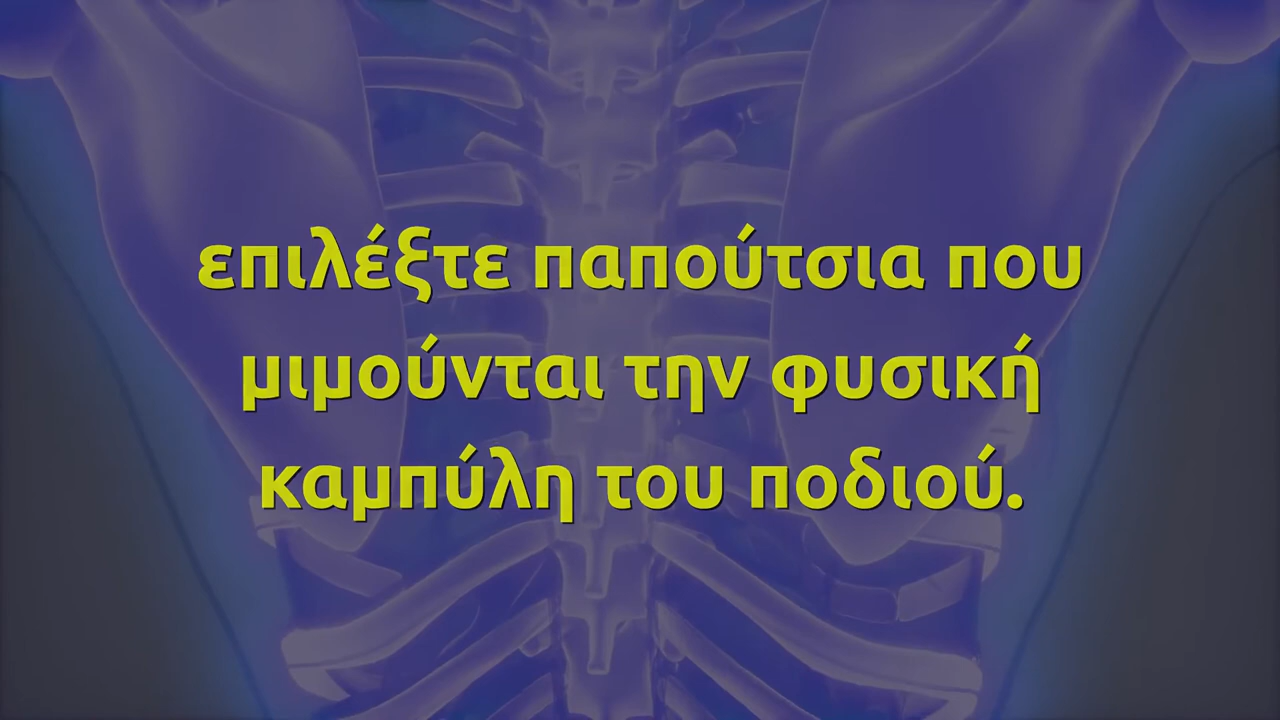 επιλέξτε παπούτσια που
μιμούνται την φυσική
καμπύλη του ποδιού.